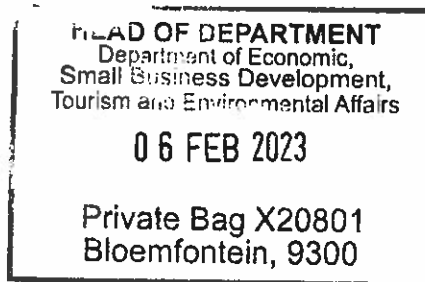 HEAD OF DEPARTMENT
Department of Economic,
Small Business Development,
Tourism and Environmental Affairs
06 FEB 2023
Private Bag X20801
Bloemfontein, 9300